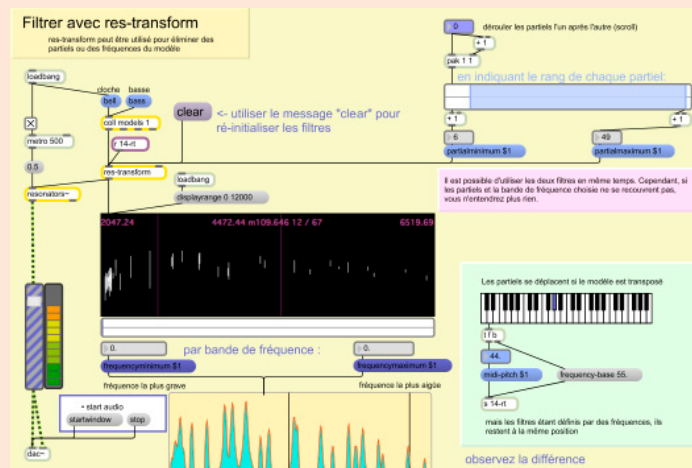 Filtrer avec res-transform
res-transform peut être utilisé pour éliminer des
partiels ou des fréquences du modèle
loadbang
cloche basse
bell bass
coll models 1
r 14-rt
metro 500
0.5
res-transform
resonators~
clear
<- utiliser le message "clear" pour
ré-initialiser les filtres
loadbang
displayrange 0 12000
0
dérouler les partiels l'un après l'autre (scroll)
+ 1
pak 1 1
en indiquant le rang de chaque partiel:
+ 1
+ 1
6
49
partialminimum $1
partialmaximum $1
Il est possible d'utiliser les deux filtres en même temps. Cependant, si
les partiels et la bande de fréquence choisie ne se recouvrent pas,
vous n'entendrez plus rien.
2047.24 4472.44 m109.646 12 / 67 6519.69
0.
par bande de fréquence :
0.
frequencyminimum $1
frequencymaximum $1
fréquence la plus grave
fréquence la plus aigüe
• start audio
startwindow stop
dac~
Les partiels se déplacent si le modèle est transposé
t f b
44.
midi-pitch $1
frequency-base 55.
s 14-rt
mais les filtres étant définis par des fréquences, ils
restent à la même position
observez la différence